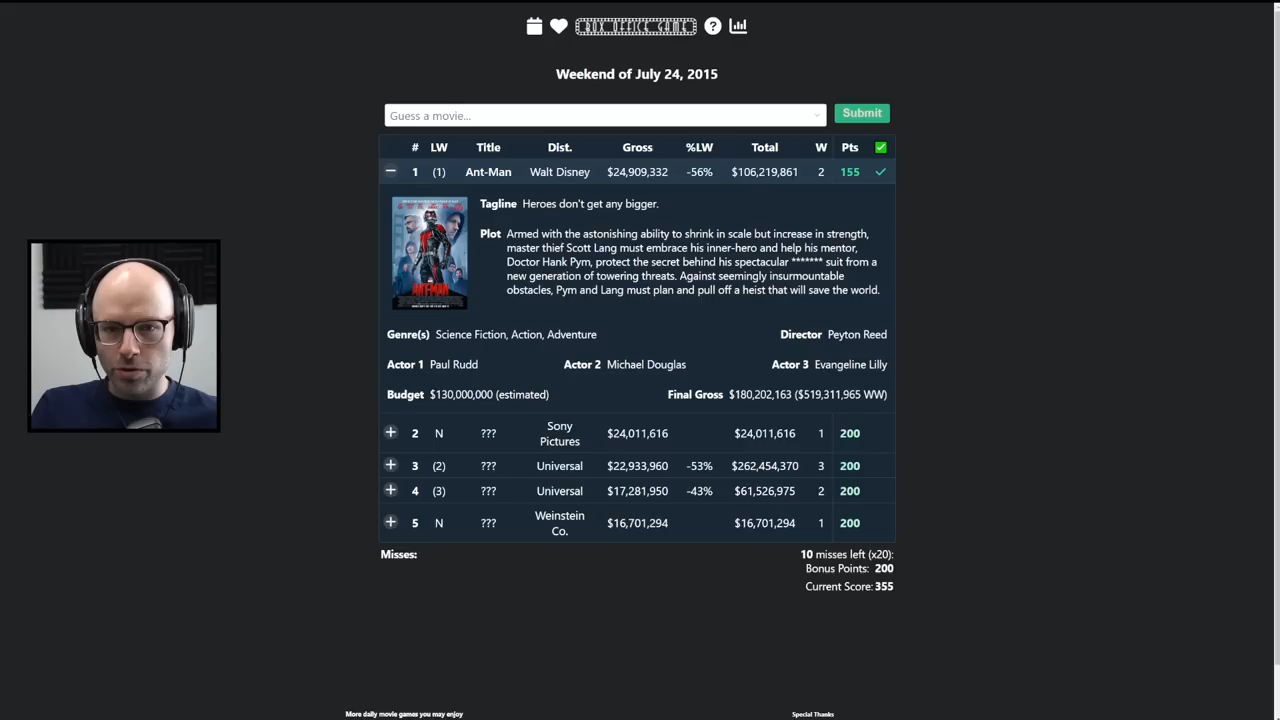 BOX OFFICE GAME ?
Weekend of July 24, 2015
Guess a movie... Submit
# LW Title Dist. Gross %LW Total W Pts
1 (1) Ant-Man Walt Disney $24,909,332 -56% $106,219,861 2 155
Tagline Heroes don't get any bigger.
ANT-MAN
Plot Armed with the astonishing ability to shrink in scale but increase in strength,
master thief Scott Lang must embrace his inner-hero and help his mentor,
Doctor Hank Pym, protect the secret behind his spectacular ******* suit from a
new generation of towering threats. Against seemingly insurmountable
obstacles, Pym and Lang must plan and pull off a heist that will save the world.
Genre(s) Science Fiction, Action, Adventure Director Peyton Reed
Actor 1 Paul Rudd Actor 2 Michael Douglas Actor 3 Evangeline Lilly
Budget $130,000,000 (estimated) Final Gross $180,202,163 ($519,311,965 WW)
2 N ??? Sony Pictures $24,011,616 $24,011,616 1 200
3 (2) ??? Universal $22,933,960 -53% $262,454,370 3 200
4 (3) ??? Universal $17,281,950 -43% $61,526,975 2 200
5 N ??? Weinstein Co. $16,701,294 $16,701,294 1 200
Misses: 10 misses left (x20):
Bonus Points: 200
Current Score: 355
More daily movie games you may enjoy Special Thanks